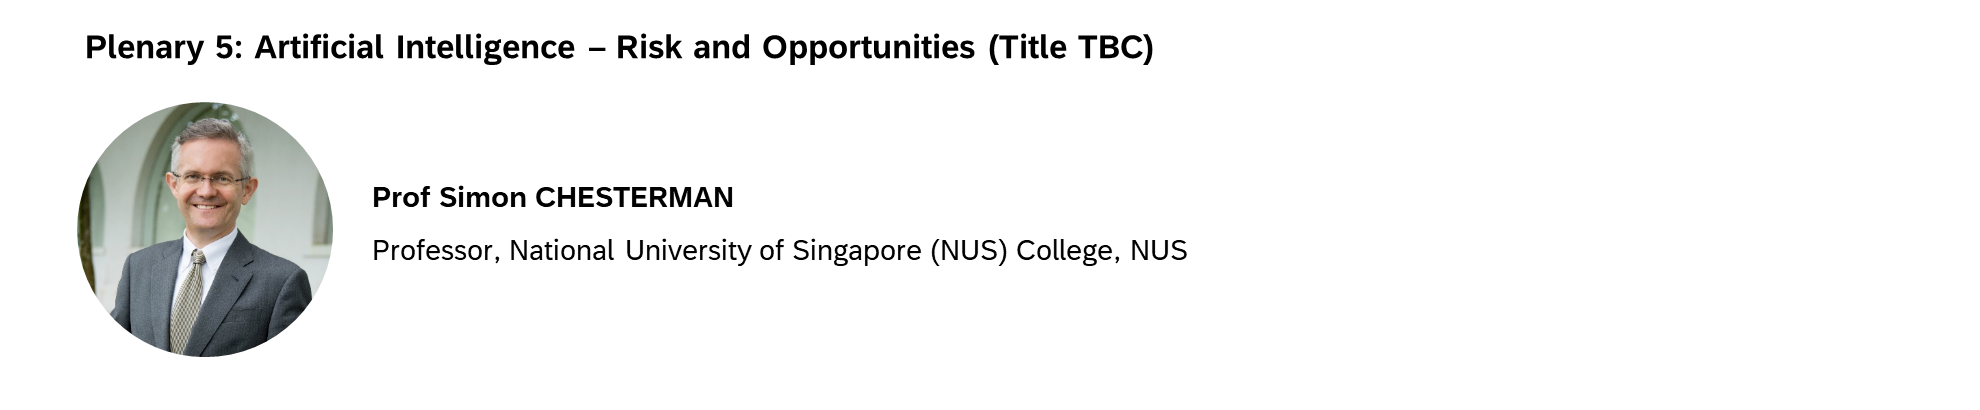 Plenary 5: Artificial Intelligence – Risk and Opportunities (Title TBC)
Prof Simon CHESTERMAN
Professor, National University of Singapore (NUS) College, NUS